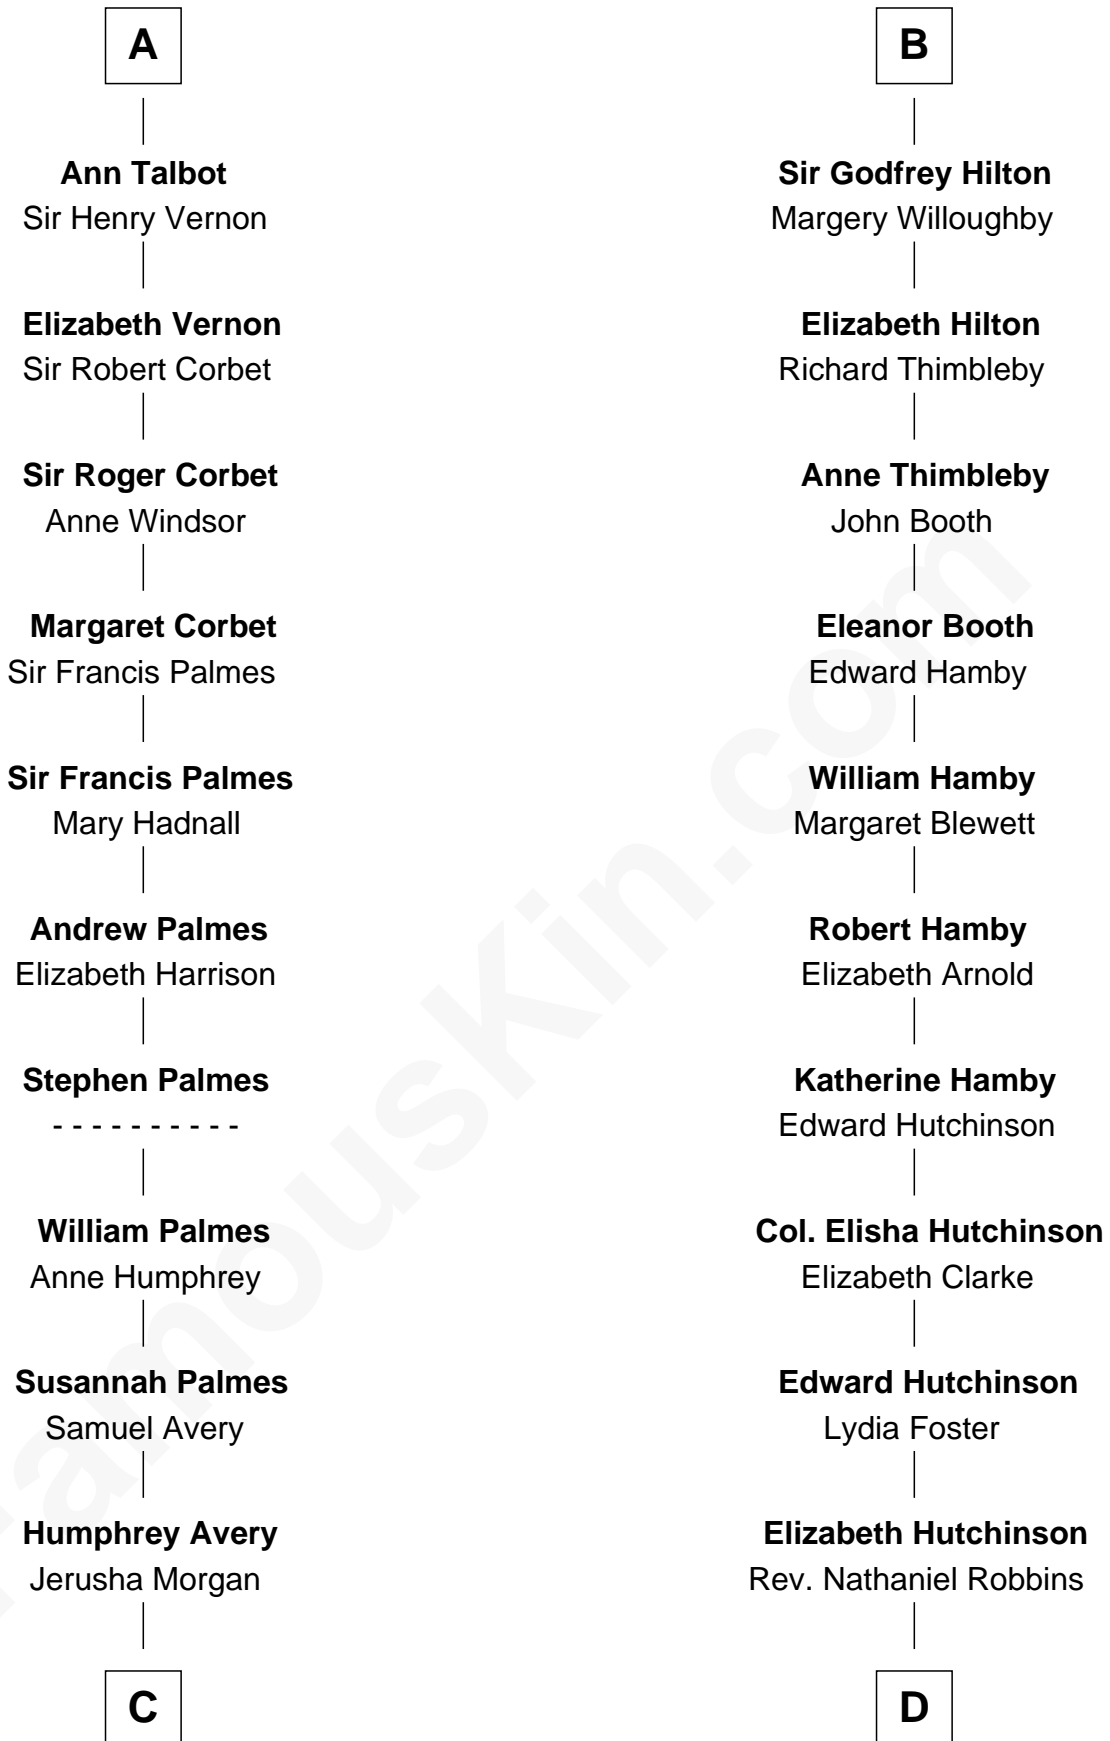 A
Ann Talbot
Sir Henry Vernon
Elizabeth Vernon
Sir Robert Corbet
Sir Roger Corbet
Anne Windsor
Margaret Corbet
Sir Francis Palmes
Sir Francis Palmes
Mary Hadnall
Andrew Palmes
Elizabeth Harrison
Stephen Palmes
- - - - - - - - - -
William Palmes
Anne Humphrey
Susannah Palmes
Samuel Avery
Humphrey Avery
Jerusha Morgan
C
B
Sir Godfrey Hilton
Margery Willoughby
Elizabeth Hilton
Richard Thimbleby
Anne Thimbleby
John Booth
Eleanor Booth
Edward Hamby
William Hamby
Margaret Blewett
Robert Hamby
Elizabeth Arnold
Katherine Hamby
Edward Hutchinson
Col. Elisha Hutchinson
Elizabeth Clarke
Edward Hutchinson
Lydia Foster
Elizabeth Hutchinson
Rev. Nathaniel Robbins
D
FamousKin.com